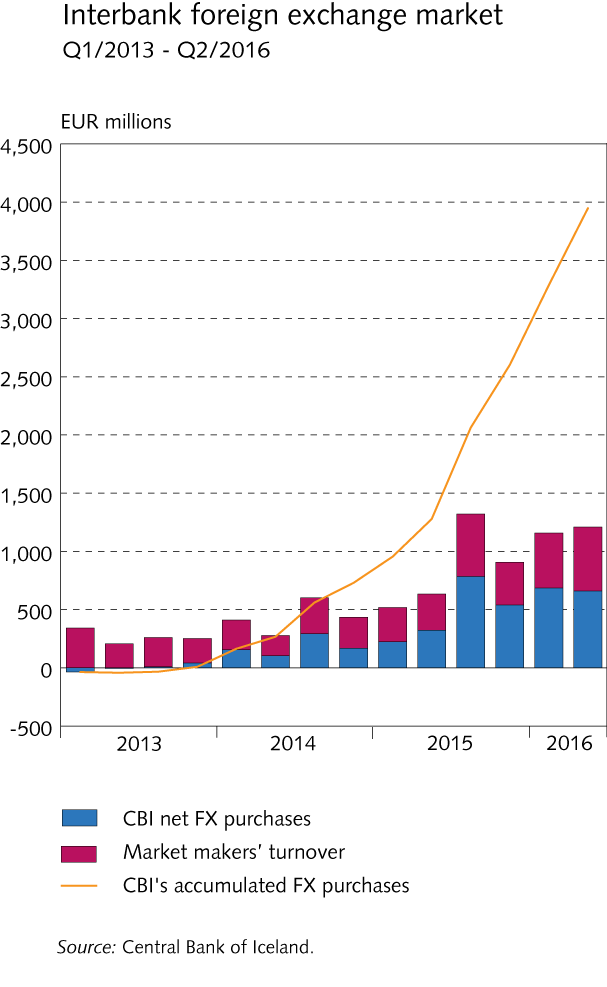 Interbank foreign exchange market
Q1/2013 - Q2/2016
EUR millions
4,500
4,000
3,500
3,000
2,500
2,000
1,500
1,000
500
0
-500
2013 2014 2015 2016
CBI net FX purchases
Market makers' turnover
CBI's accumulated FX purchases
Source: Central Bank of Iceland.